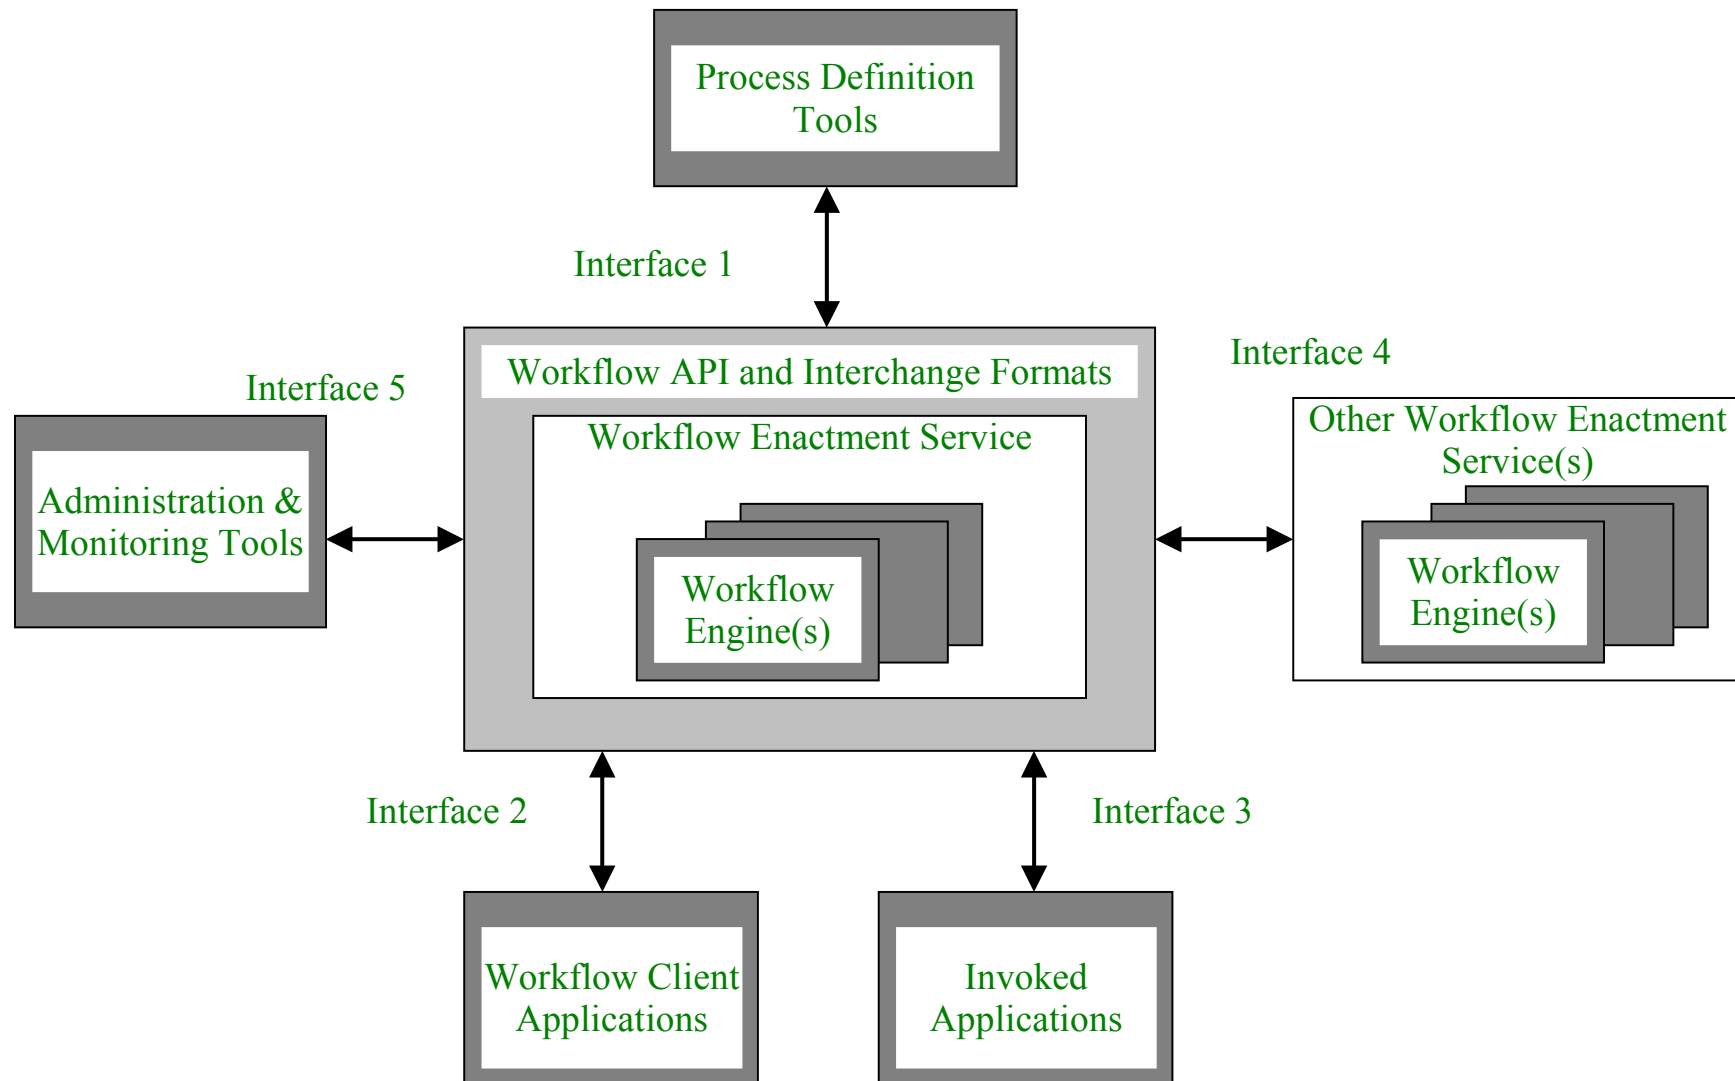 Process Definition
Tools
Interface 1
Interface 4
Workflow API and Interchange Formats
Interface 5
Other Workflow Enactment
Service(s)
Workflow Enactment Service
Administration &
Monitoring Tools
Workflow
Engine(s)
Workflow
Engine(s)
Interface 2
Interface 3
Workflow Client
Applications
Invoked
Applications